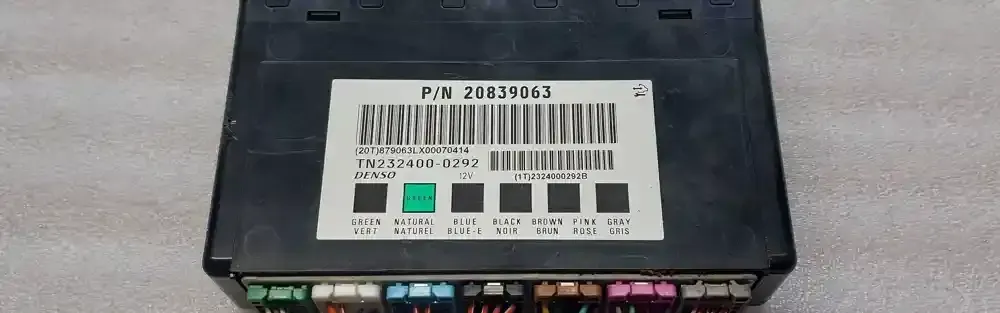 P/N 20839063
(20T)879063LX00070414
TN232400-0292
DENSO 12V (1T)2324000292B
GREEN
GREEN NATURAL BLUE BLACK BROWN PINK GRAY
VERT NATUREL BLUE-E NOIR BRUN ROSE GRIS